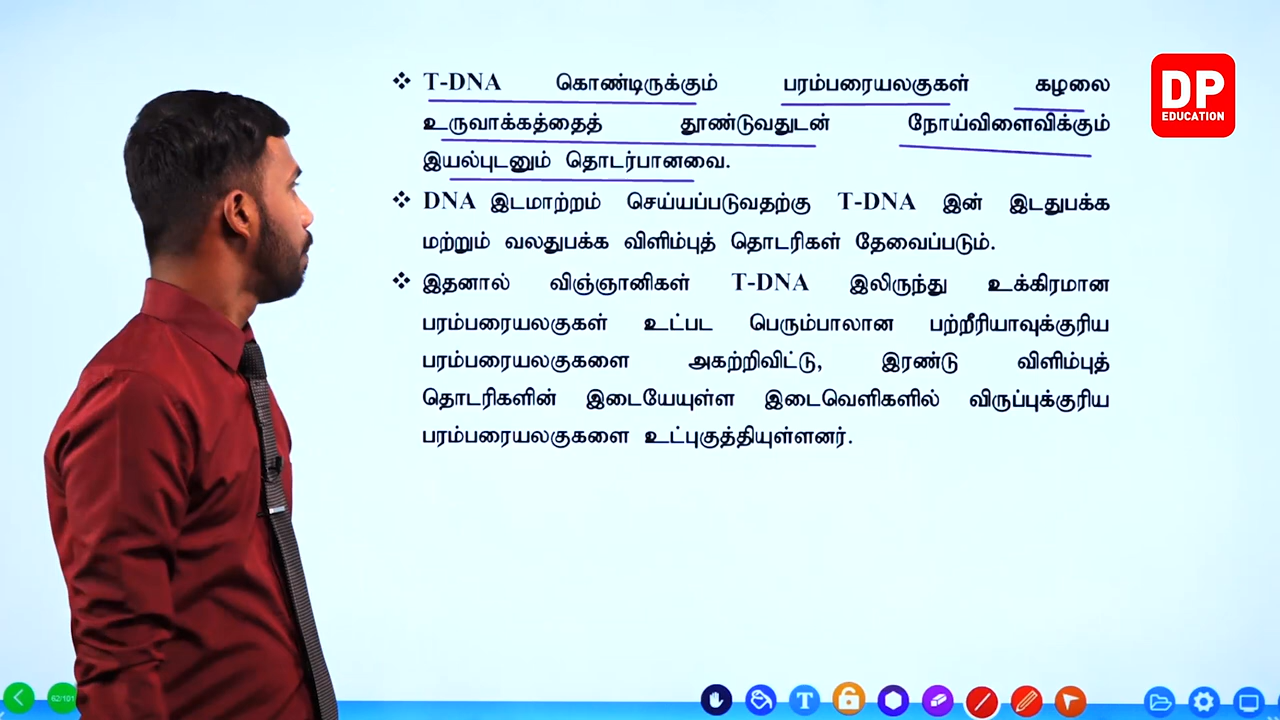 ❖ T-DNA கொண்டிருக்கும் பரம்பரையலகுகள் கழலை
உருவாக்கத்தைத் தூண்டுவதுடன் நோய்விளைவிக்கும்
இயல்புடனும் தொடர்பானவை.
❖ DNA இடமாற்றம் செய்யப்படுவதற்கு T-DNA இன் இடதுபக்க
மற்றும் வலதுபக்க விளிம்புத் தொடரிகள் தேவைப்படும்.
❖ இதனால் விஞ்ஞானிகள் T-DNA இலிருந்து உக்கிரமான
பரம்பரையலகுகள் உட்பட பெரும்பாலான பற்றீரியாவுக்குரிய
பரம்பரையலகுகளை அகற்றிவிட்டு, இரண்டு விளிம்புத்
தொடரிகளின் இடையேயுள்ள இடைவெளிகளில் விருப்புக்குரிய
பரம்பரையலகுகளை உட்புகுத்தியுள்ளனர்.
DP
EDUCATION
62/101
T